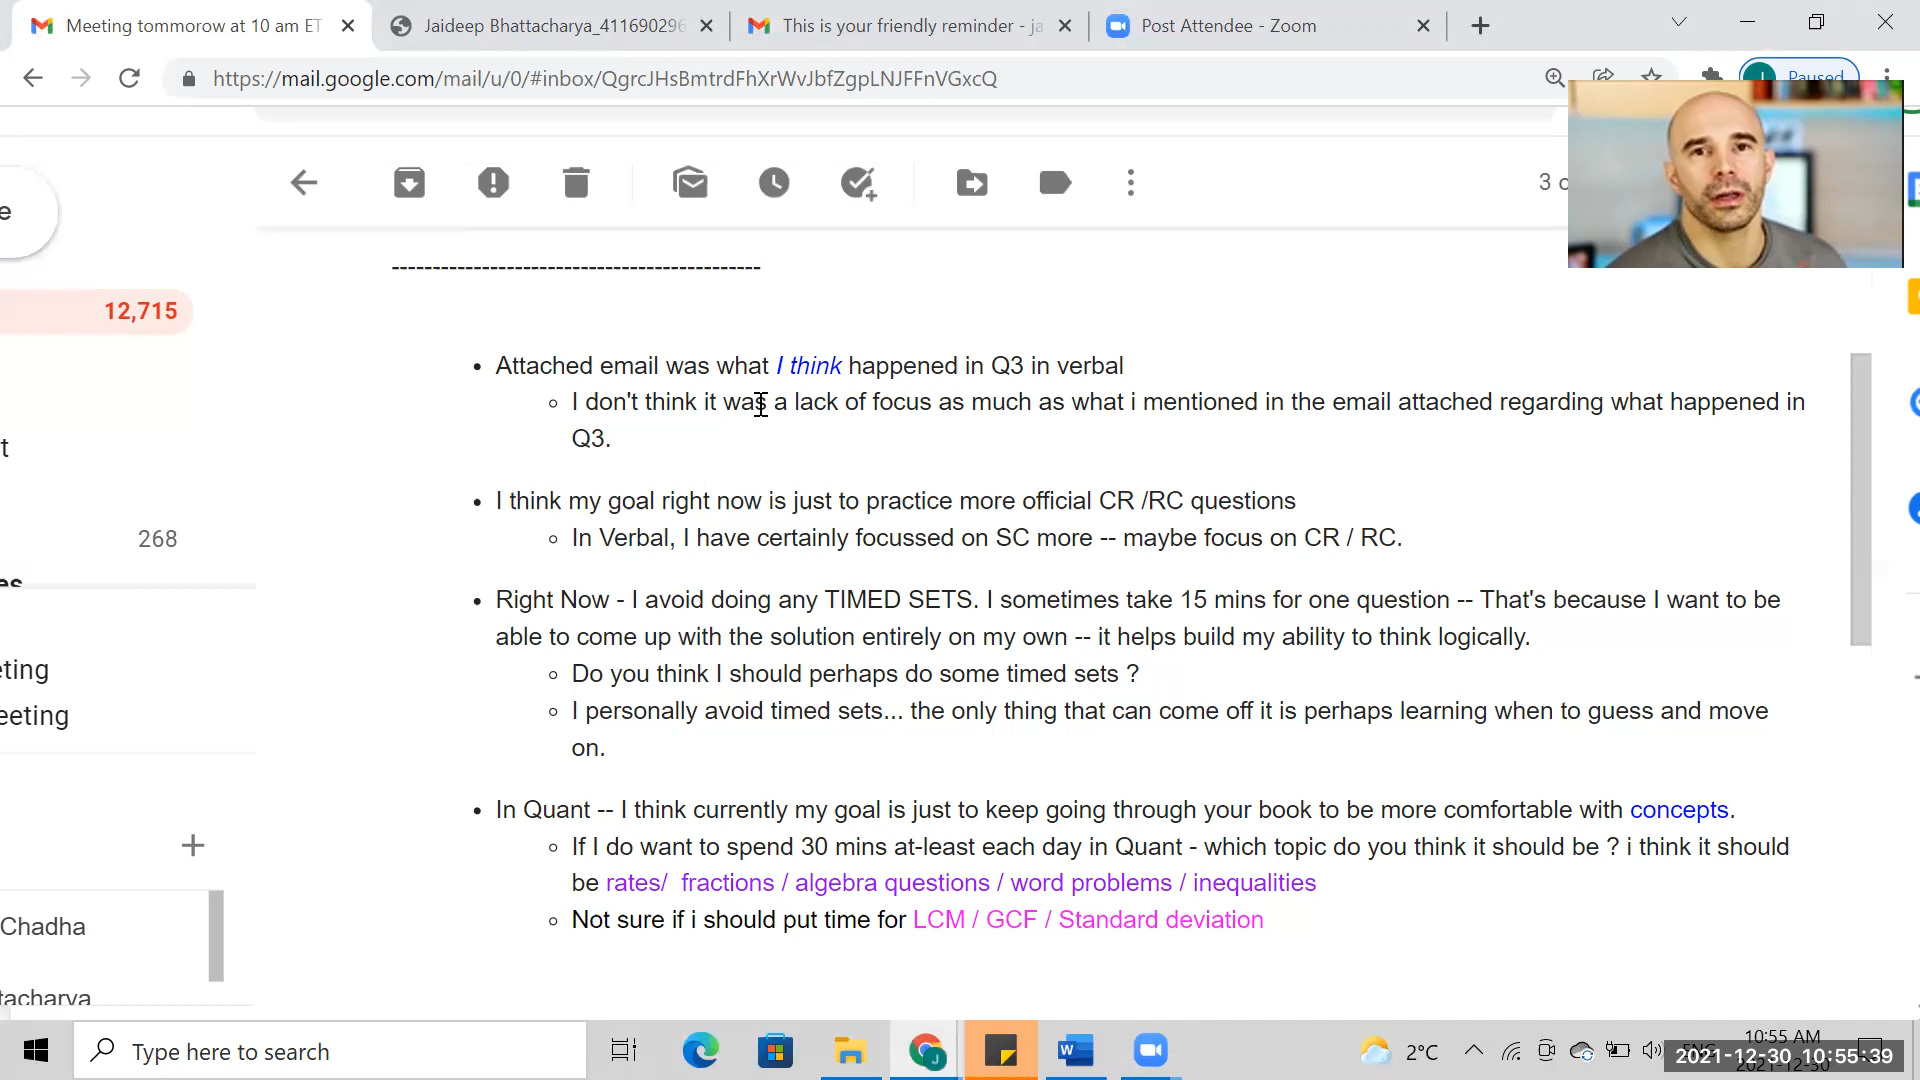 Meeting tommorow at 10 am ET
Jaideep Bhattacharya_411690296
This is your friendly reminder - ja
Post Attendee - Zoom
https://mail.google.com/mail/u/0/#inbox/QgrcJHsBmtrdFhXrWvJbfZgpLNJFFnVGxcQ
J
Paused
e
12,715
t
268
es
eting
eeting
Chadha
tacharya
3 o
---------------------------------------------
Attached email was what I think happened in Q3 in verbal
I don't think it was a lack of focus as much as what i mentioned in the email attached regarding what happened in
Q3.
I think my goal right now is just to practice more official CR /RC questions
In Verbal, I have certainly focussed on SC more -- maybe focus on CR / RC.
Right Now - I avoid doing any TIMED SETS. I sometimes take 15 mins for one question -- That's because I want to be
able to come up with the solution entirely on my own -- it helps build my ability to think logically.
Do you think I should perhaps do some timed sets ?
I personally avoid timed sets... the only thing that can come off it is perhaps learning when to guess and move
on.
In Quant -- I think currently my goal is just to keep going through your book to be more comfortable with concepts.
If I do want to spend 30 mins at-least each day in Quant - which topic do you think it should be ? i think it should
be rates/ fractions / algebra questions / word problems / inequalities
Not sure if i should put time for LCM / GCF / Standard deviation
Type here to search
J
W
2°C
10:55 AM
2021-12-30 10:55:39
2021-12-30